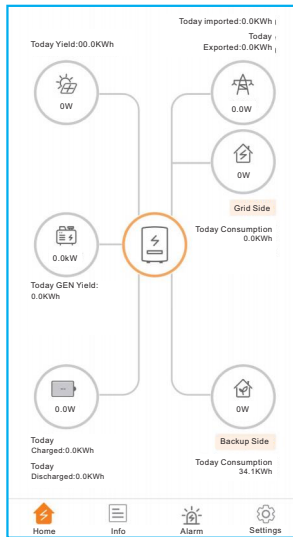 Today imported:0.0KWh
Today
Exported:0.0KWh
Today Yield:00.0KWh
0W
0.0W
0W
Grid Side
Today Consumption
0.0KWh
0.0kW
Today GEN Yield:
0.0KWh
0.0W
0W
Today
Charged:0.0KWh
Today
Discharged:0.0KWh
Backup Side
Today Consumption
34.1KWh
Home
Info
Alarm
Settings